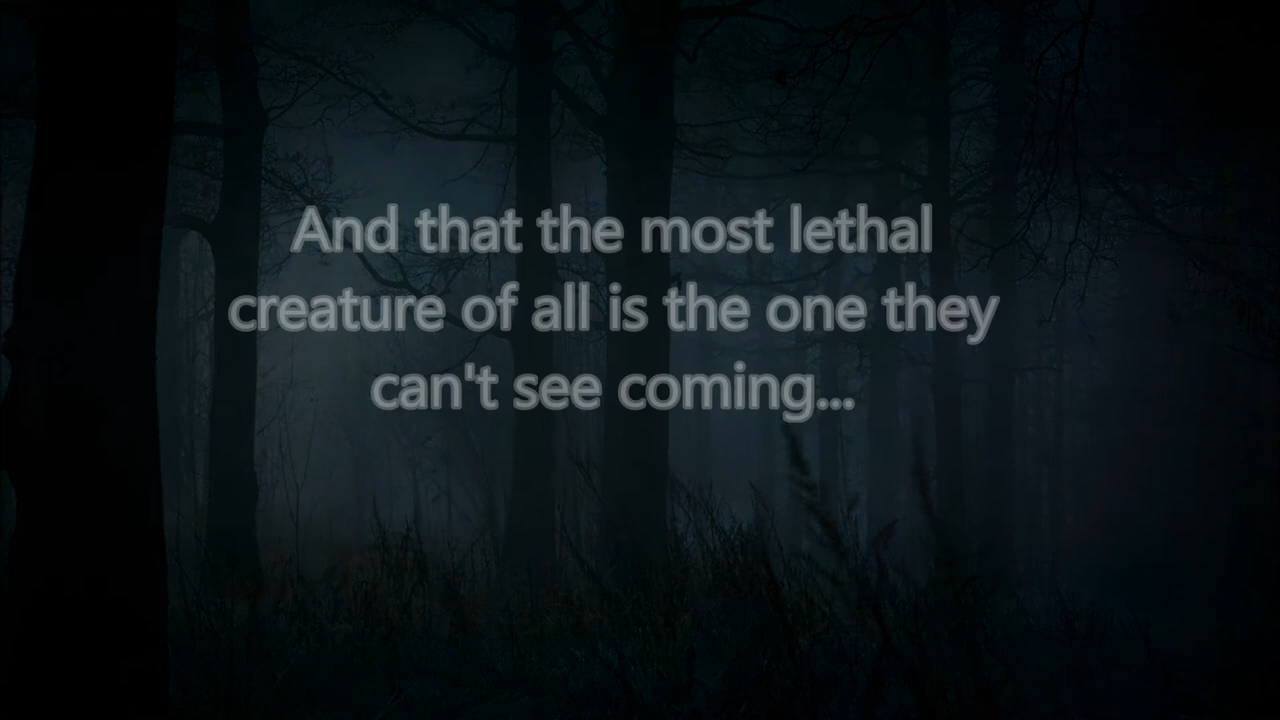 And that the most lethal
creature of all is the one they
can't see coming...